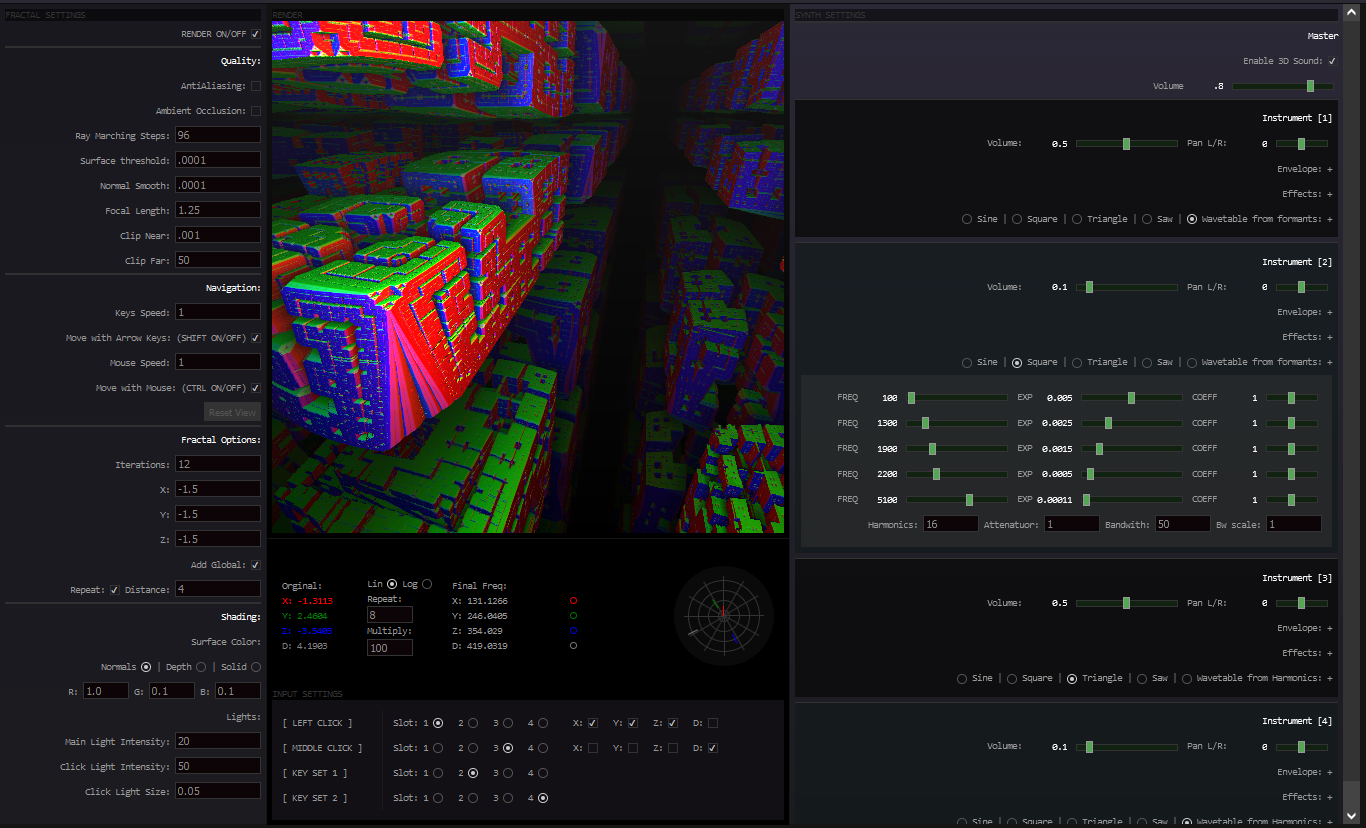 FRACTAL SETTINGS
RENDER ON/OFF
Quality:
AntiAliasing:
Ambient Occlusion:
Ray Marching Steps: 96
Surface threshold: .0001
Normal Smooth: .0001
Focal Length: 1.25
Clip Near: .001
Clip Far: 50
Navigation:
Keys Speed: 1
Move with Arrow Keys: (SHIFT ON/OFF)
Mouse Speed: 1
Move with Mouse: (CTRL ON/OFF)
Reset View
Fractal Options:
Iterations: 12
X: -1.5
Y: -1.5
Z: -1.5
Add Global:
Repeat: Distance: 4
Shading:
Surface Color:
Normals | Depth | Solid
R: 1.0 G: 0.1 B: 0.1
Lights:
Main Light Intensity: 20
Click Light Intensity: 50
Click Light Size: 0.05
RENDER
Orginal:
X: -1.3113
Y: 2.4604
D: 4.1903
Lin Log
Repeat:
8
Multiply:
100
Final Freq:
X: 131.1266
Y: 246.0405
Z: 354.029
D: 419.0319
INPUT SETTINGS
[ LEFT CLICK ] Slot: 1 2 3 4 X: Y: Z: D:
[ MIDDLE CLICK ] Slot: 1 2 3 4 X: Y: Z: D:
[ KEY SET 1 ] Slot: 1 2 3 4
[ KEY SET 2 ] Slot: 1 2 3 4
SYNTH SETTINGS
Master
Enable 3D Sound:
Volume .8
Instrument [1]
Volume: 0.5 Pan L/R: 0
Envelope: +
Effects: +
Sine | Square | Triangle | Saw | Wavetable from formants: +
Instrument [2]
Volume: 0.1 Pan L/R: 0
Envelope: +
Effects: +
Sine | Square | Triangle | Saw | Wavetable from formants: +
FREQ 100 EXP 0.005 COEFF 1
FREQ 1300 EXP 0.0025 COEFF 1
FREQ 1900 EXP 0.0015 COEFF 1
FREQ 2200 EXP 0.0005 COEFF 1
FREQ 5100 EXP 0.00011 COEFF 1
Harmonics: 16 Attenatuor: 1 Bandwith: 50 Bw scale: 1
Instrument [3]
Volume: 0.5 Pan L/R: 0
Envelope: +
Effects: +
Sine | Square | Triangle | Saw | Wavetable from Harmonics: +
Instrument [4]
Volume: 0.1 Pan L/R: 0
Envelope: +
Effects: +
Sine | Square | Triangle | Saw | Wavetable from Harmonics: +